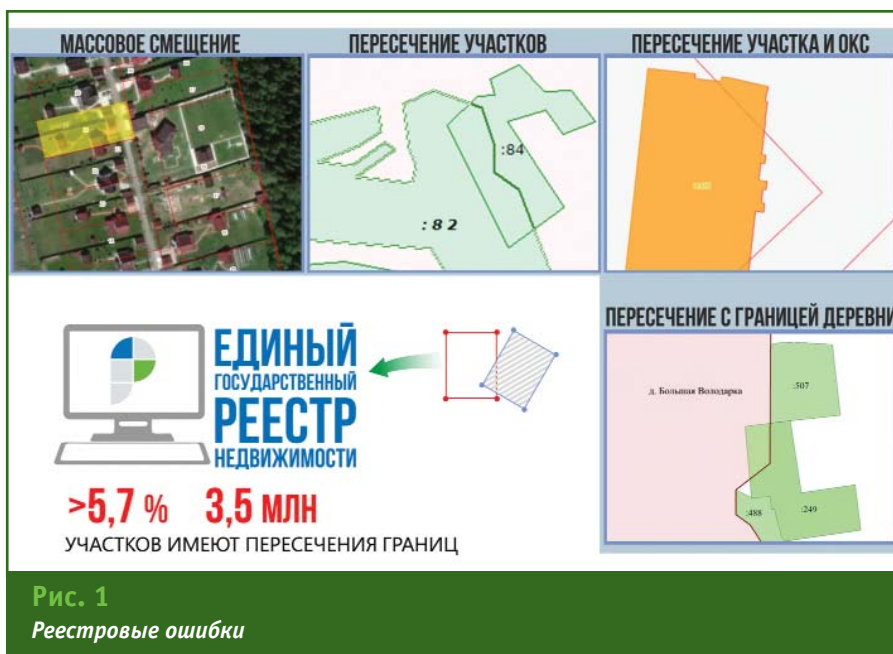 МАССОВОЕ СМЕЩЕНИЕ
ПЕРЕСЕЧЕНИЕ УЧАСТКОВ
ПЕРЕСЕЧЕНИЕ УЧАСТКА И ОКС
:84
:82
ПЕРЕСЕЧЕНИЕ С ГРАНИЦЕЙ ДЕРЕВНИ
д. Большая Володарка
:507
:488
:249
ЕДИНЫЙ
ГОСУДАРСТВЕННЫЙ
РЕЕСТР
НЕДВИЖИМОСТИ
>5,7 % 3,5 МЛН
УЧАСТКОВ ИМЕЮТ ПЕРЕСЕЧЕНИЯ ГРАНИЦ
Рис. 1
Реестровые ошибки